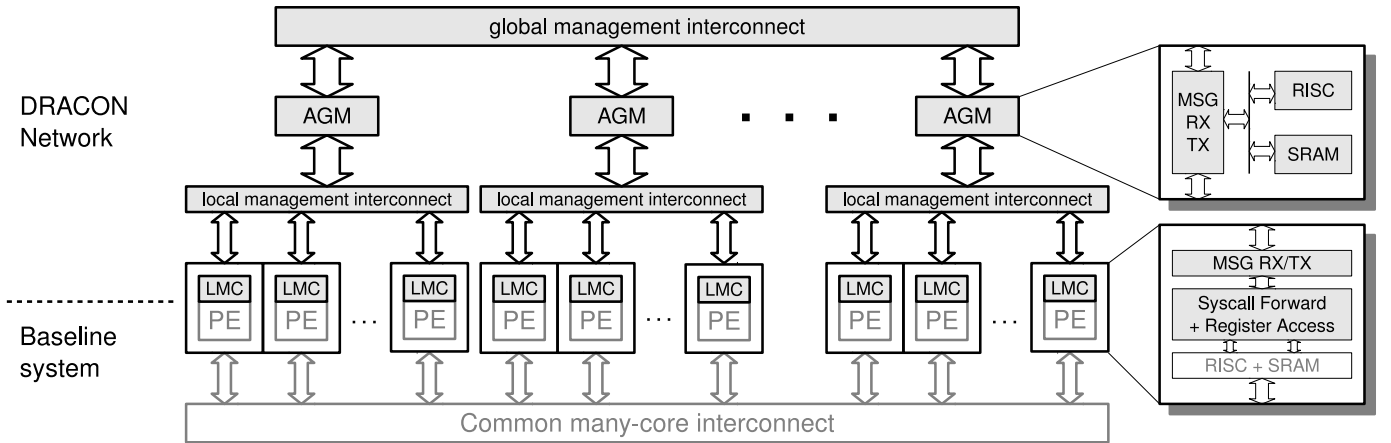 global management interconnect
DRACON
Network
AGM
AGM
. . .
AGM
MSG
RX
TX
RISC
SRAM
local management interconnect
local management interconnect
local management interconnect
LMC
PE
LMC
PE
...
LMC
PE
LMC
PE
LMC
PE
...
LMC
PE
LMC
PE
LMC
PE
...
LMC
PE
MSG RX/TX
Syscall Forward
+ Register Access
RISC + SRAM
Baseline
system
Common many-core interconnect